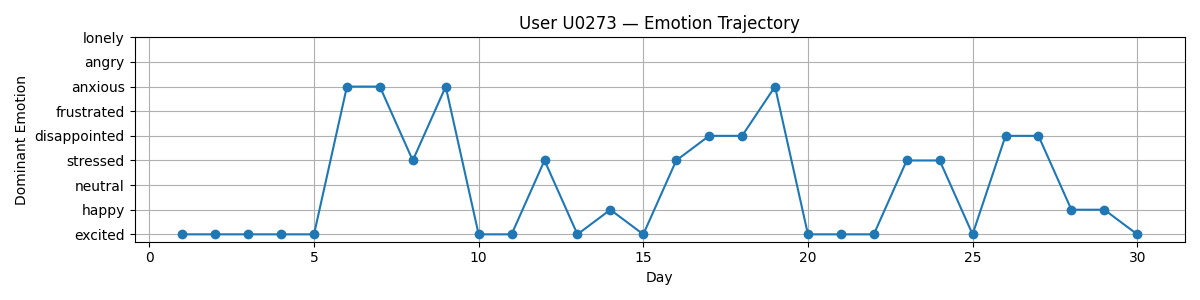 User U0273 — Emotion Trajectory
Dominant Emotion
lonely
angry
anxious
frustrated
disappointed
stressed
neutral
happy
excited
0 5 10 15 20 25 30
Day